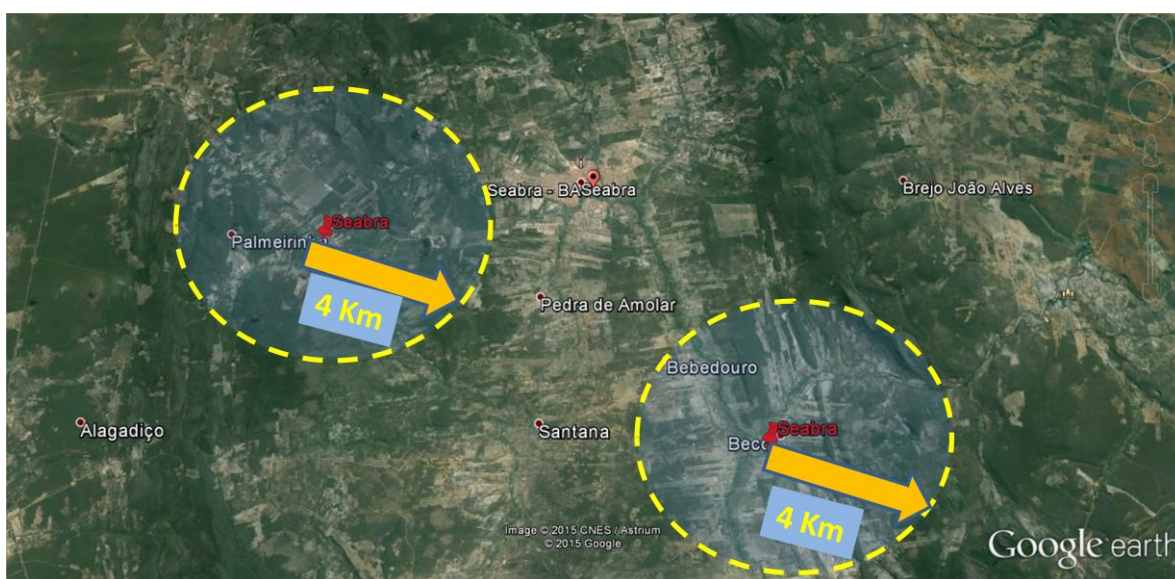 Seabra - BA
Seabra
Brejo João Alves
Seabra
Palmeirinha
4 Km
Pedra de Amolar
Bebedouro
Alagadiço
Santana
Seabra
Beco
4 Km
Image © 2015 CNES / Astrium
© 2015 Google
Google earth